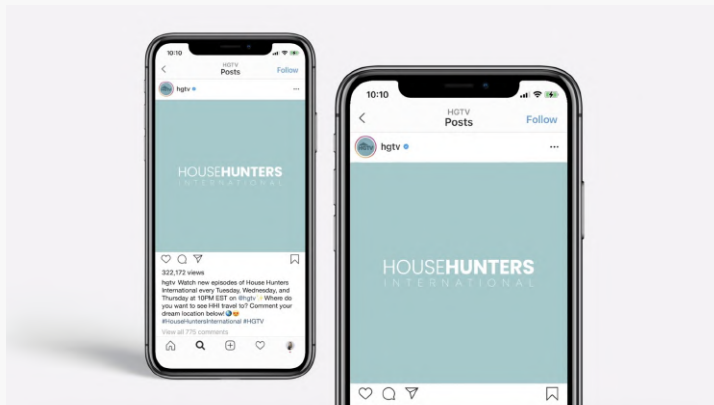 10:10
HGTV
Posts
Follow
hgtv
HOUSEHUNTERS
INTERNATIONAL
322,172 views
hgtv Watch new episodes of House Hunters
International every Tuesday, Wednesday, and
Thursday at 10PM EST on @hgtv✨Where do
you want to see HHI travel to? Comment your
dream location below!🌎😍
#HouseHuntersInternational #HGTV
View all 775 comments
10:10
HGTV
Posts
Follow
hgtv
HOUSEHUNTERS
INTERNATIONAL